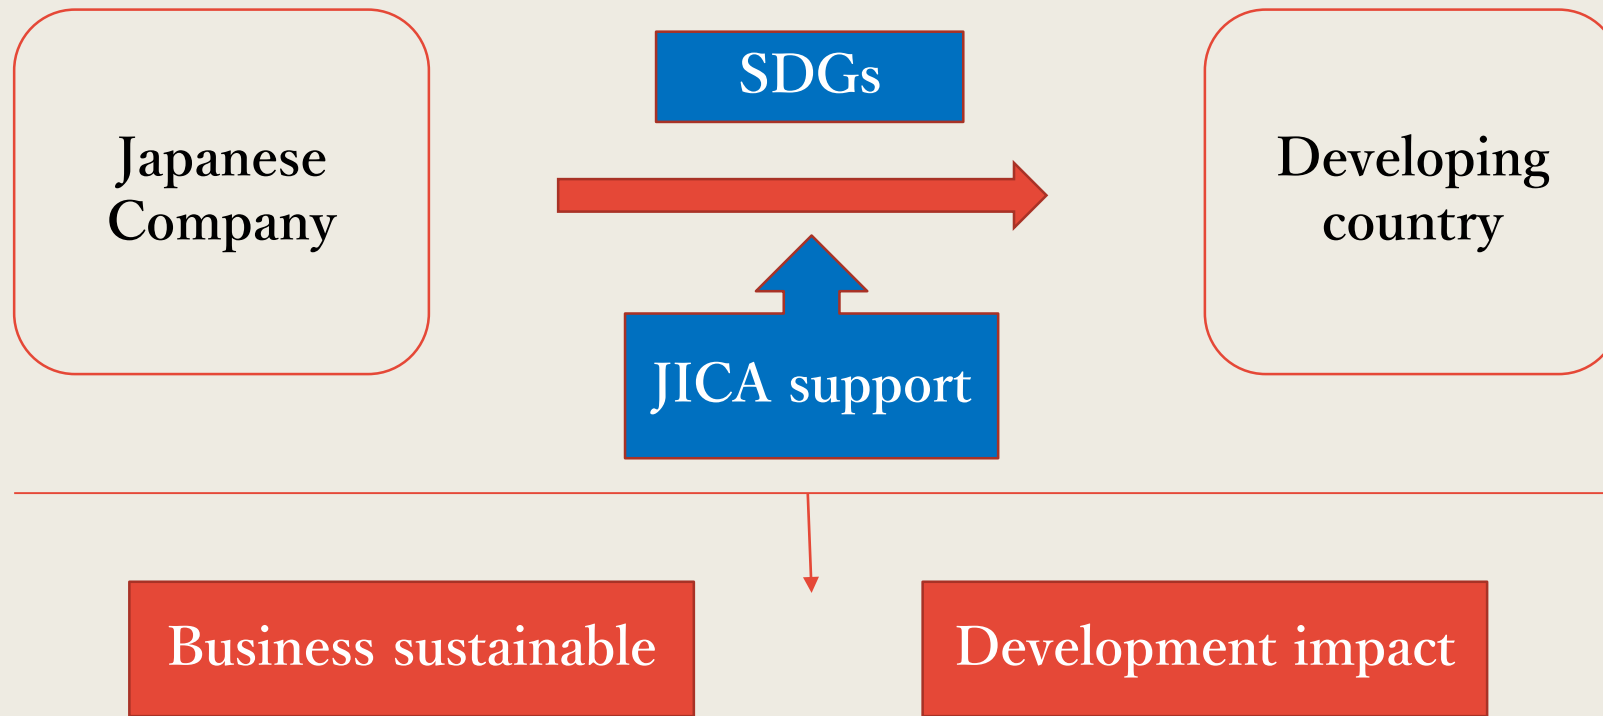 SDGs
Japanese
Company
Developing
country
JICA support
Business sustainable
Development impact